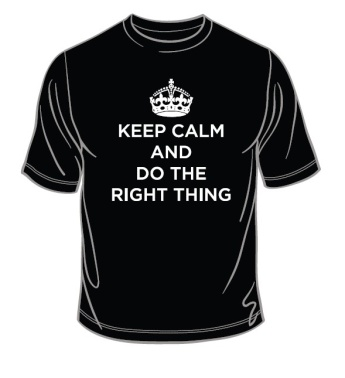 KEEP CALM
AND
DO THE
RIGHT THING